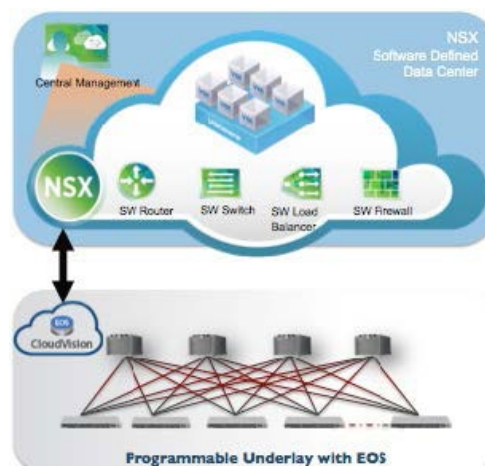 NSX
Software Defined
Data Center
Central Management
NSX
SW Router
SW Switch
SW Load
Balancer
SW Firewall
EOS
CloudVision
Programmable Underlay with EOS